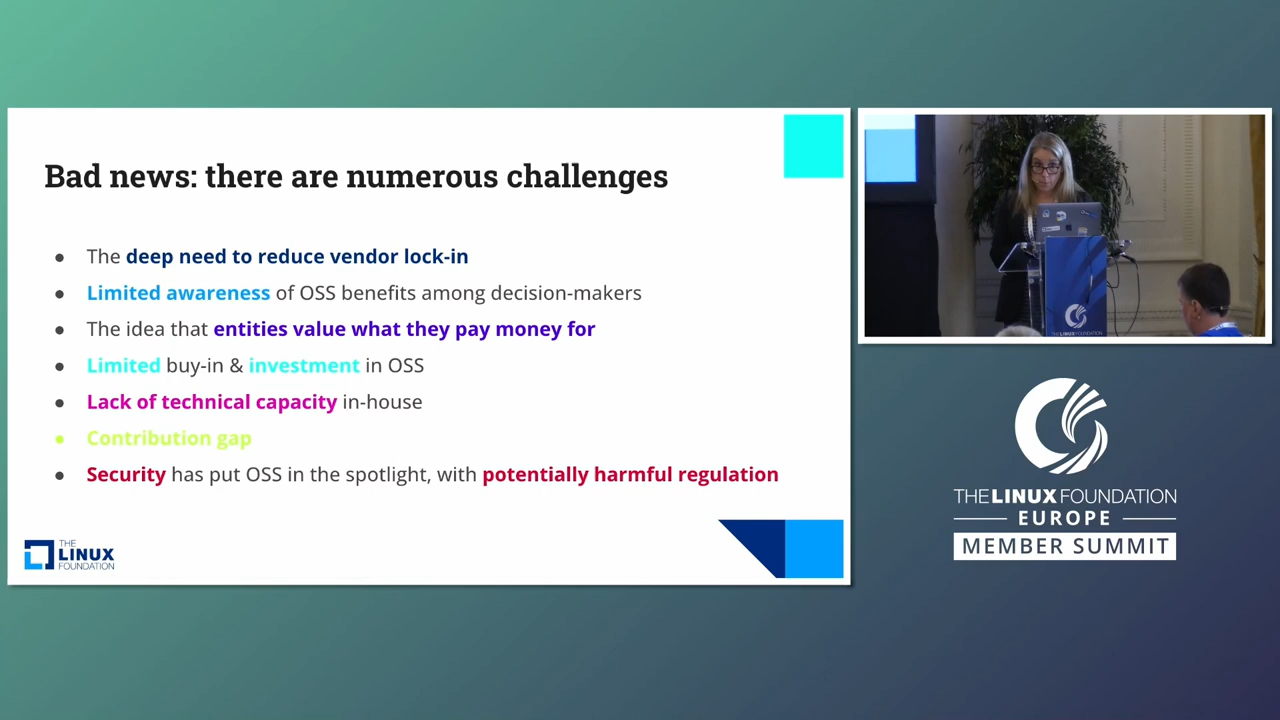 Bad news: there are numerous challenges
● The deep need to reduce vendor lock-in
● Limited awareness of OSS benefits among decision-makers
● The idea that entities value what they pay money for
● Limited buy-in & investment in OSS
● Lack of technical capacity in-house
● Contribution gap
● Security has put OSS in the spotlight, with potentially harmful regulation
THE
LINUX
FOUNDATION
THE LINUX FOUNDATION
EUROPE
MEMBER SUMMIT